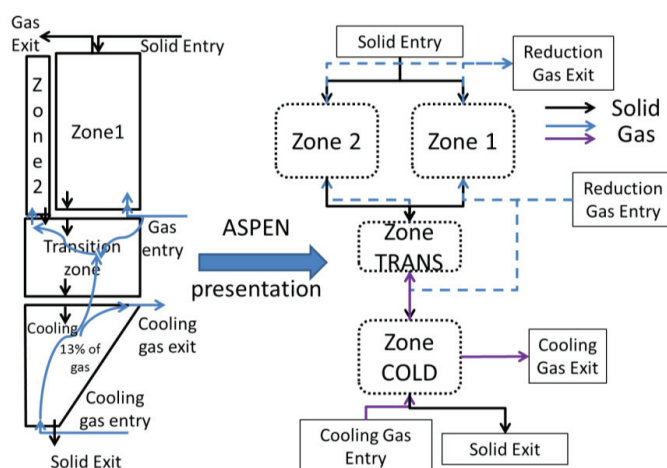 Gas
Exit
Solid Entry
Z
o
n
e
2
Zone1
Gas
entry
Transition
zone
Cooling
13% of
gas
Cooling
gas exit
Cooling
gas entry
Solid Exit
ASPEN
presentation
Solid Entry
Reduction
Gas Exit
Solid
Gas
Zone 2
Zone 1
Reduction
Gas Entry
Zone
TRANS
Zone
COLD
Cooling
Gas Exit
Cooling Gas
Entry
Solid Exit